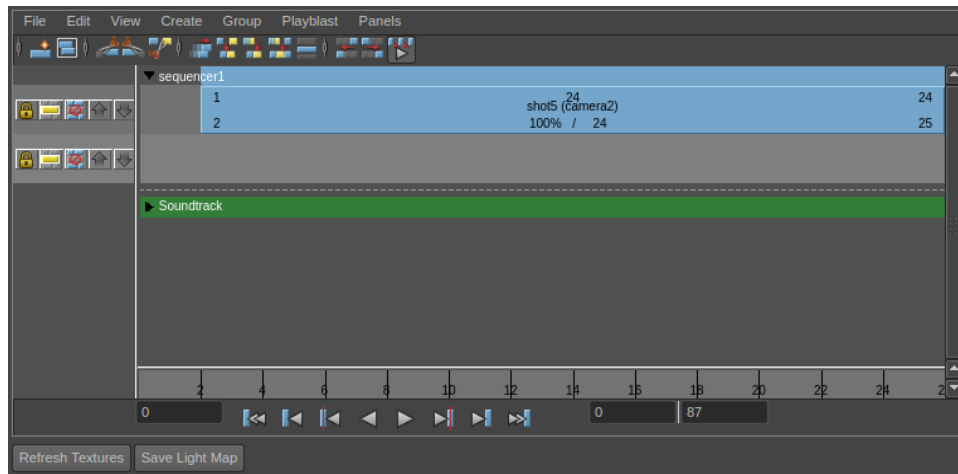 File Edit View Create Group Playblast Panels
sequencer1
1 24 24
shot5 (camera2)
2 100% / 24 25
Soundtrack
2 4 6 8 10 12 14 16 18 20 22 24 2
0 0 87
Refresh Textures Save Light Map